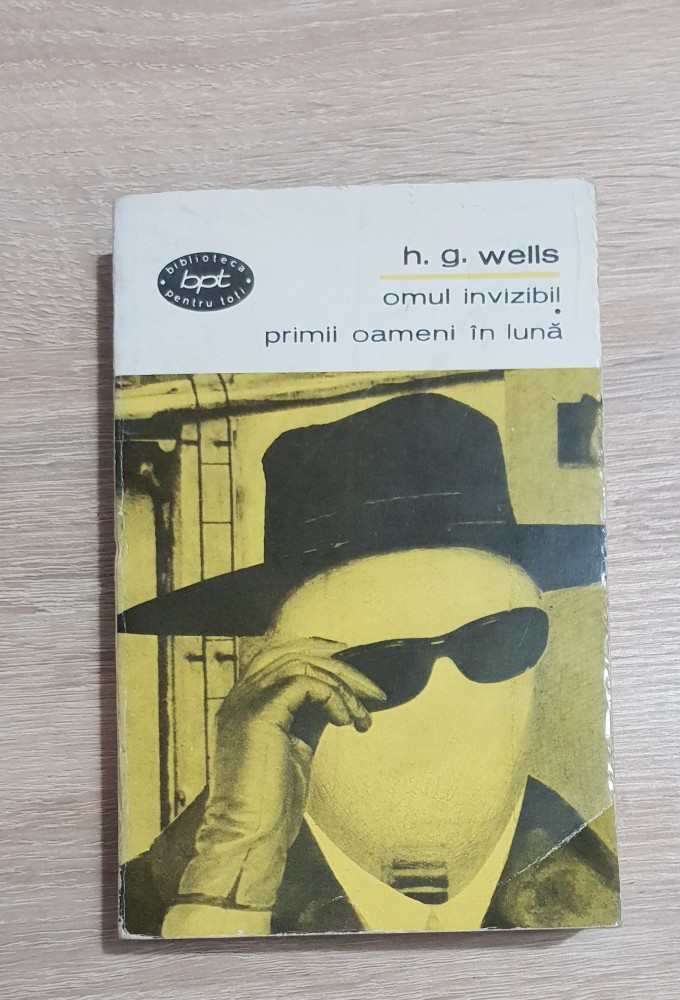 biblioteca
bpt
pentru toți
h. g. wells
omul invizibil
•
primii oameni în lună